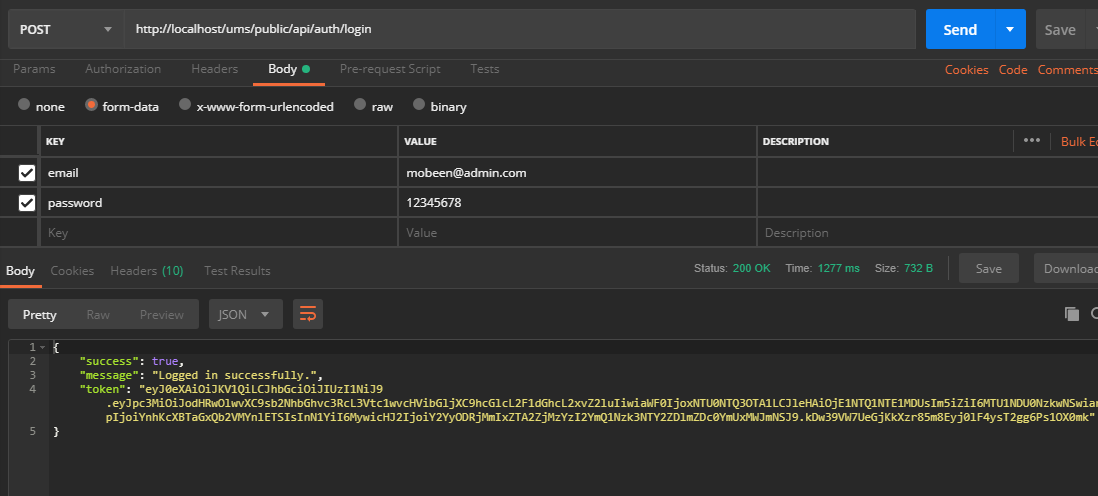 POST http://localhost/ums/public/api/auth/login Send Save
Params Authorization Headers Body Pre-request Script Tests Cookies Code Comments
none form-data x-www-form-urlencoded raw binary
KEY VALUE DESCRIPTION ••• Bulk Ed
email mobeen@admin.com
password 12345678
Key Value Description
Body Cookies Headers (10) Test Results Status: 200 OK Time: 1277 ms Size: 732 B Save Download
Pretty Raw Preview JSON
1 {
2 "success": true,
3 "message": "Logged in successfully.",
4 "token": "eyJ0eXAiOiJKV1QiLCJhbGciOiJIUzI1NiJ9
.eyJpc3MiOiJodHRwOlwvXC9sb2NhbGhvc3RcL3Vtc1wvcHVibGljXC9hcGlcL2F1dGhcL2xvZ2luIiwiaWF0IjoxNTU0NTQ3OTA1LCJleHAiOjE1NTQ1NTE1MDUsIm5iZiI6MTU1NDU0NzkwNSwian
pIjoiYnhKcXBTaGxQb2VMYnlETSIsInN1YiI6MywicHJ2IjoiY2YyODRjMmIxZTA2ZjMzYzI2YmQ1Nzk3NTY2ZDlmZDc0YmUxMWJmNSJ9.kDw39VW7UeGjKkXzr85m8Eyj0lF4ysT2gg6Ps1OX0mk"
5 }